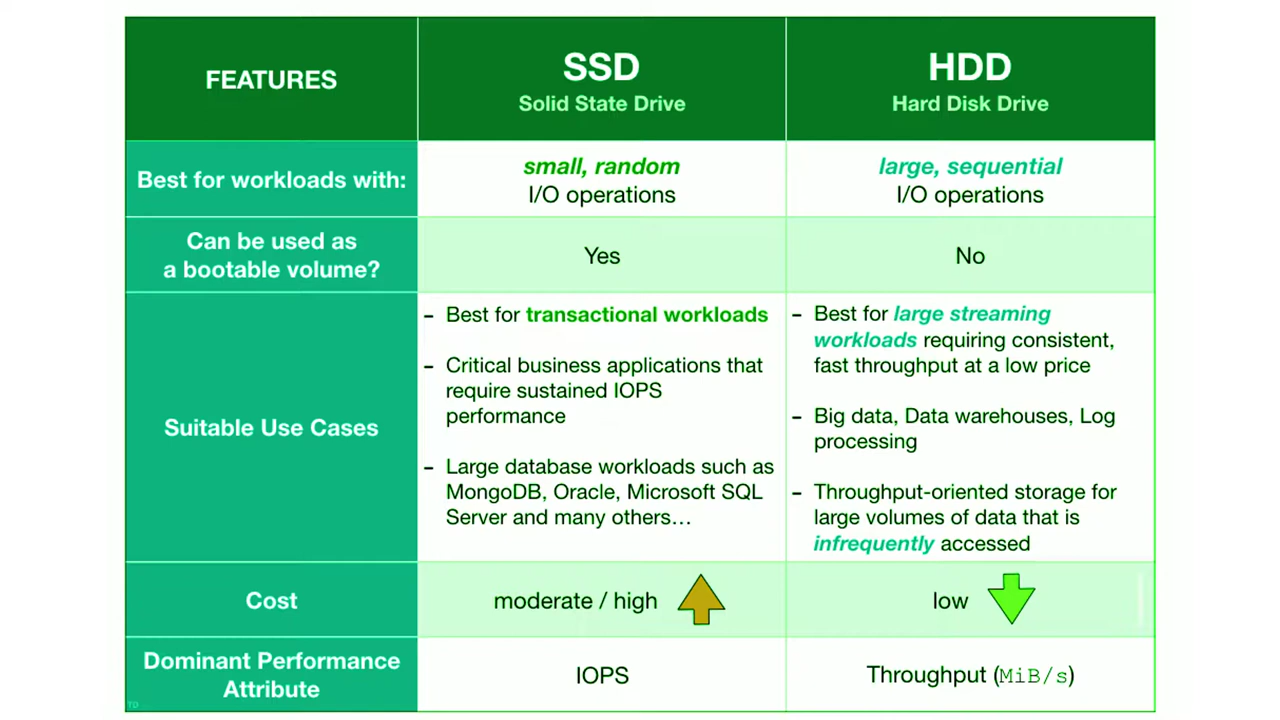 FEATURES
SSD
Solid State Drive
HDD
Hard Disk Drive
Best for workloads with:
small, random
I/O operations
large, sequential
I/O operations
Can be used as
a bootable volume?
Yes
No
Suitable Use Cases
– Best for transactional workloads
– Critical business applications that
require sustained IOPS
performance
– Large database workloads such as
MongoDB, Oracle, Microsoft SQL
Server and many others…
– Best for large streaming
workloads requiring consistent,
fast throughput at a low price
– Big data, Data warehouses, Log
processing
– Throughput-oriented storage for
large volumes of data that is
infrequently accessed
Cost
moderate / high
low
Dominant Performance
Attribute
IOPS
Throughput (MiB/s)
TD